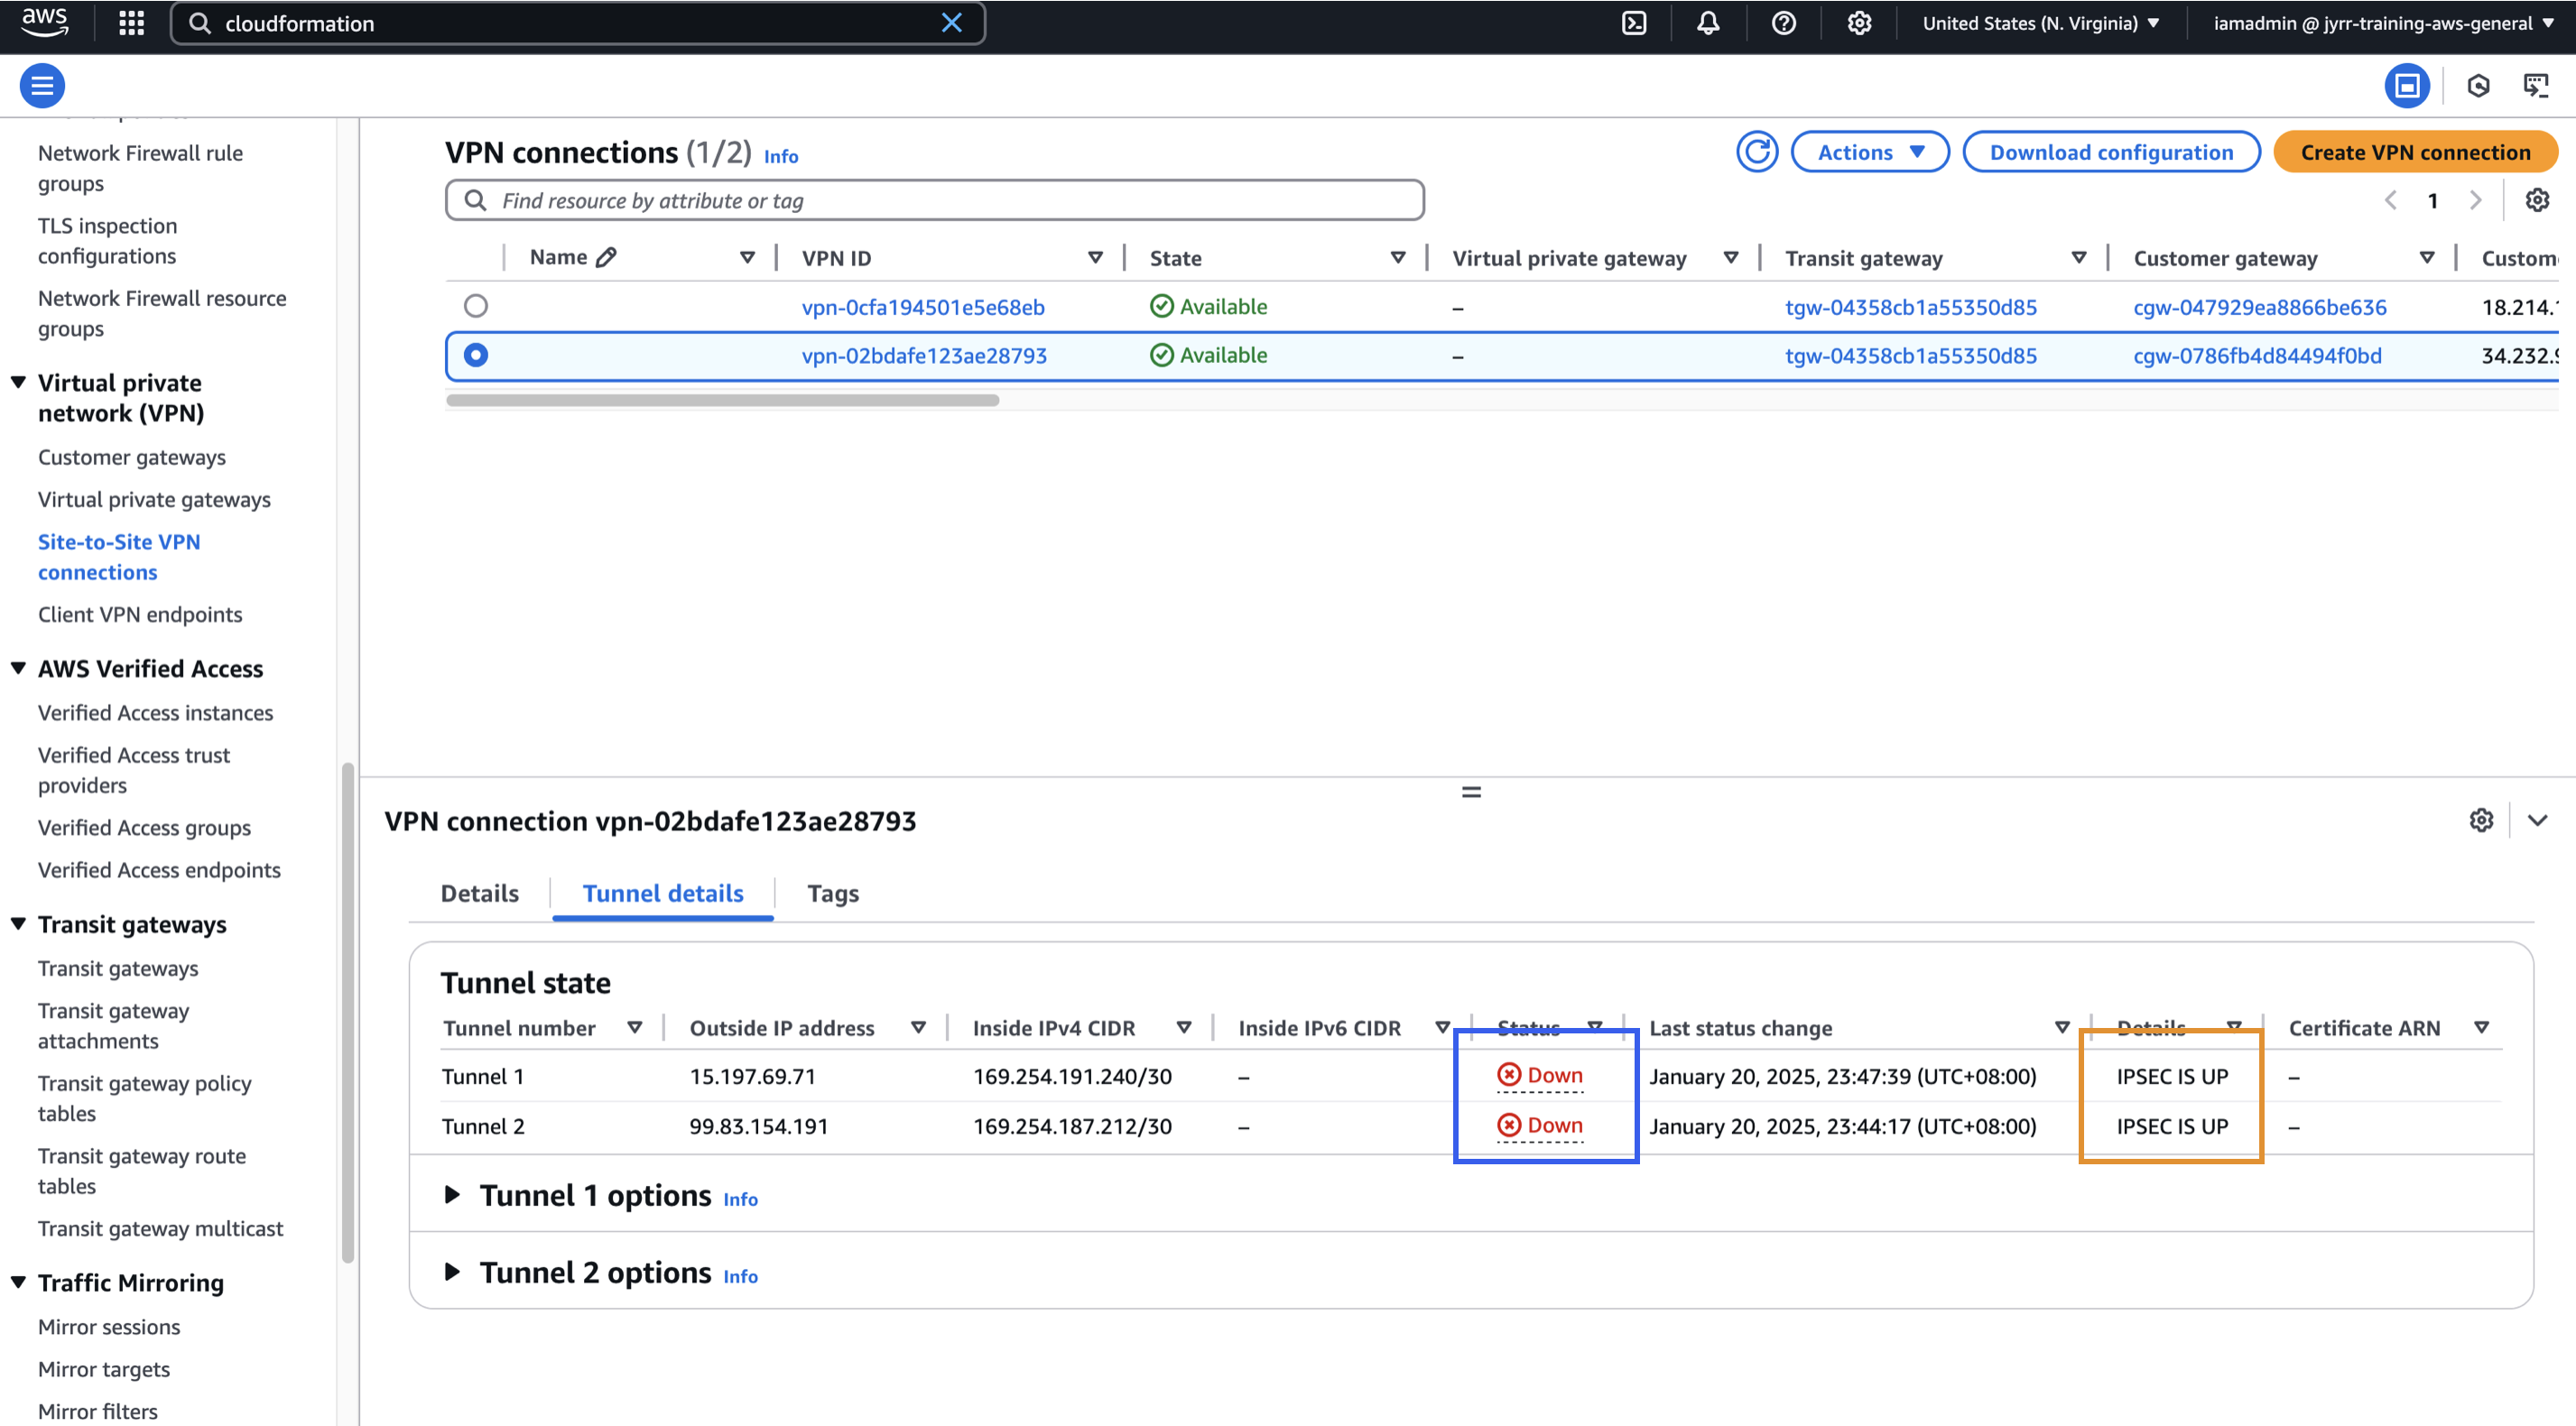 aws
cloudformation
United States (N. Virginia)
iamadmin @ jyrr-training-aws-general
Network Firewall rule
groups
TLS inspection
configurations
Network Firewall resource
groups
Virtual private
network (VPN)
Customer gateways
Virtual private gateways
Site-to-Site VPN
connections
Client VPN endpoints
AWS Verified Access
Verified Access instances
Verified Access trust
providers
Verified Access groups
Verified Access endpoints
Transit gateways
Transit gateways
Transit gateway
attachments
Transit gateway policy
tables
Transit gateway route
tables
Transit gateway multicast
Traffic Mirroring
Mirror sessions
Mirror targets
Mirror filters
VPN connections (1/2) Info
Actions
Download configuration
Create VPN connection
Find resource by attribute or tag
1
Name VPN ID State Virtual private gateway Transit gateway Customer gateway Custom
vpn-0cfa194501e5e68eb Available – tgw-04358cb1a55350d85 cgw-047929ea8866be636 18.214.
vpn-02bdafe123ae28793 Available – tgw-04358cb1a55350d85 cgw-0786fb4d84494f0bd 34.232.
VPN connection vpn-02bdafe123ae28793
Details Tunnel details Tags
Tunnel state
Tunnel number Outside IP address Inside IPv4 CIDR Inside IPv6 CIDR Status Last status change Details Certificate ARN
Tunnel 1 15.197.69.71 169.254.191.240/30 – Down January 20, 2025, 23:47:39 (UTC+08:00) IPSEC IS UP –
Tunnel 2 99.83.154.191 169.254.187.212/30 – Down January 20, 2025, 23:44:17 (UTC+08:00) IPSEC IS UP –
Tunnel 1 options Info
Tunnel 2 options Info